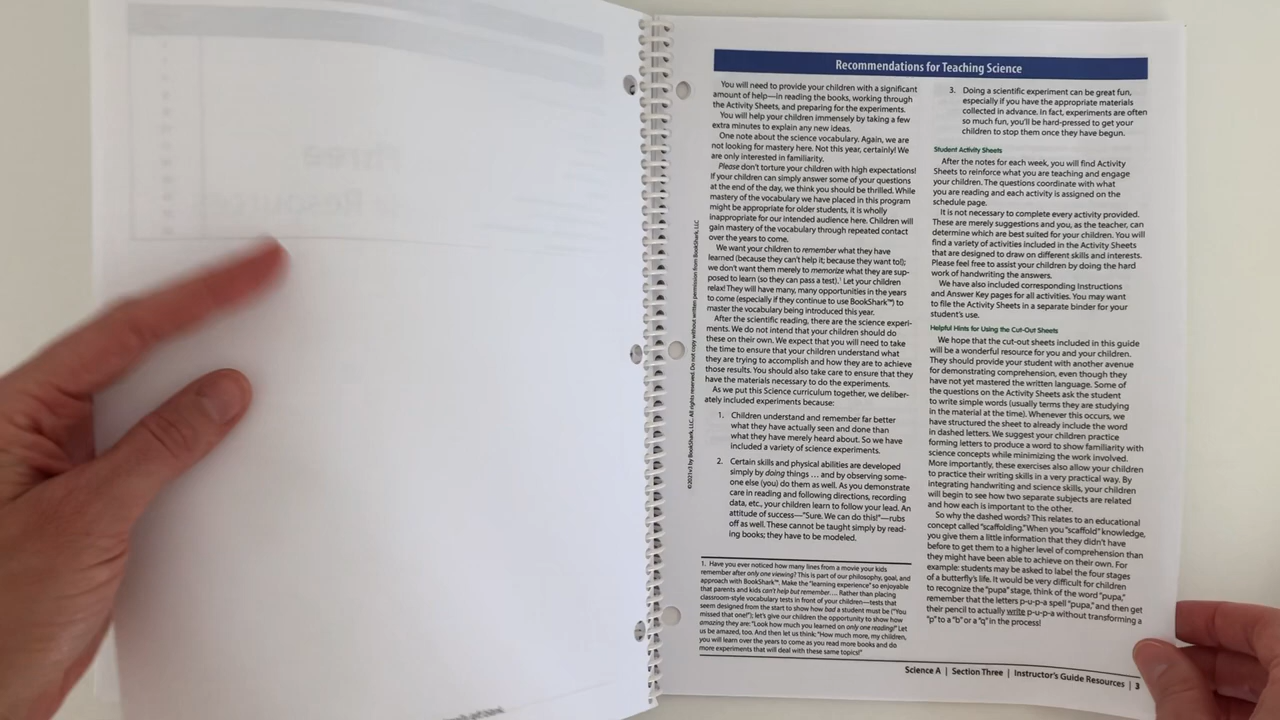 Recommendations for Teaching Science
You will need to provide your children with a significant
amount of help—in reading the books, working through
the Activity Sheets, and preparing for the experiments.
You will help your children immensely by taking a few
extra minutes to explain any new ideas.
One note about the science vocabulary. Again, we are
not looking for mastery here. Not this year, certainly! We
are only interested in familiarity.
Please don't torture your children with high expectations!
If your children can simply answer some of your questions
at the end of the day, we think you should be thrilled. While
mastery of the vocabulary we have placed in this program
might be appropriate for older students, it is wholly
inappropriate for our intended audience here. Children will
gain mastery of the vocabulary through repeated contact
over the years to come.
We want your children to remember what they have
learned (because they can't help it; because they want to!);
we don't want them merely to memorize what they are sup-
posed to learn (so they can pass a test).¹ Let your children
relax! They will have many, many opportunities in the years
to come (especially if they continue to use BookShark™) to
master the vocabulary being introduced this year.
After the scientific reading, there are the science experi-
ments. We do not intend that your children should do
these on their own. We expect that you will need to take
the time to ensure that your children understand what
they are trying to accomplish and how they are to achieve
those results. You should also take care to ensure that they
have the materials necessary to do the experiments.
As we put this Science curriculum together, we deliber-
ately included experiments because:
1. Children understand and remember far better
what they have actually seen and done than
what they have merely heard about. So we have
included a variety of science experiments.
2. Certain skills and physical abilities are developed
simply by doing things … and by observing some-
one else (you) do them as well. As you demonstrate
care in reading and following directions, recording
data, etc., your children learn to follow your lead. An
attitude of success—"Sure. We can do this!"—rubs
off as well. These cannot be taught simply by read-
ing books; they have to be modeled.
1. Have you ever noticed how many lines from a movie your kids
remember after only one viewing? This is part of our philosophy, goal, and
approach with BookShark™. Make the "learning experience" so enjoyable
that parents and kids can't help but remember…. Rather than placing
classroom-style vocabulary tests in front of your children—tests that
seem designed from the start to show how bad a student must be ("You
missed that one!"); let's give our children the opportunity to show how
amazing they are: "Look how much you learned on only one reading!" Let
us be amazed, too. And then let us think: "How much more, my children,
you will learn over the years to come as you read more books and do
more experiments that will deal with these same topics!"
3. Doing a scientific experiment can be great fun,
especially if you have the appropriate materials
collected in advance. In fact, experiments are often
so much fun, you'll be hard-pressed to get your
children to stop them once they have begun.
Student Activity Sheets
After the notes for each week, you will find Activity
Sheets to reinforce what you are teaching and engage
your children. The questions coordinate with what
you are reading and each activity is assigned on the
schedule page.
It is not necessary to complete every activity provided.
These are merely suggestions and you, as the teacher, can
determine which are best suited for your children. You will
find a variety of activities included in the Activity Sheets
that are designed to draw on different skills and interests.
Please feel free to assist your children by doing the hard
work of handwriting the answers.
We have also included corresponding Instructions
and Answer Key pages for all activities. You may want
to file the Activity Sheets in a separate binder for your
student's use.
Helpful Hints for Using the Cut-Out Sheets
We hope that the cut-out sheets included in this guide
will be a wonderful resource for you and your children.
They should provide your student with another avenue
for demonstrating comprehension, even though they
have not yet mastered the written language. Some of
the questions on the Activity Sheets ask the student
to write simple words (usually terms they are studying
in the material at the time). Whenever this occurs, we
have structured the sheet to already include the word
in dashed letters. We suggest your children practice
forming letters to produce a word to show familiarity with
science concepts while minimizing the work involved.
More importantly, these exercises also allow your children
to practice their writing skills in a very practical way. By
integrating handwriting and science skills, your children
will begin to see how two separate subjects are related
and how each is important to the other.
So why the dashed words? This relates to an educational
concept called "scaffolding." When you "scaffold" knowledge,
you give them a little information that they didn't have
before to get them to a higher level of comprehension than
they might have been able to achieve on their own. For
example: students may be asked to label the four stages
of a butterfly's life. It would be very difficult for children
to recognize the "pupa" stage, think of the word "pupa,"
remember that the letters p-u-p-a spell "pupa," and then get
their pencil to actually write p-u-p-a without transforming a
"p" to a "b" or a "q" in the process!
©2021v3 by BookShark, LLC. All rights reserved. Do not copy without written permission from BookShark, LLC
Science A | Section Three | Instructor's Guide Resources | 3